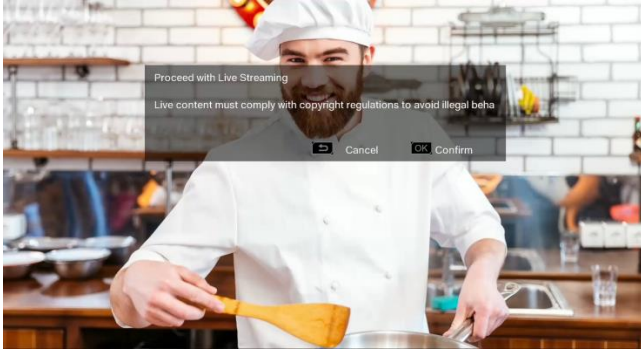 Proceed with Live Streaming
Live content must comply with copyright regulations to avoid illegal beha
Cancel
OK Confirm